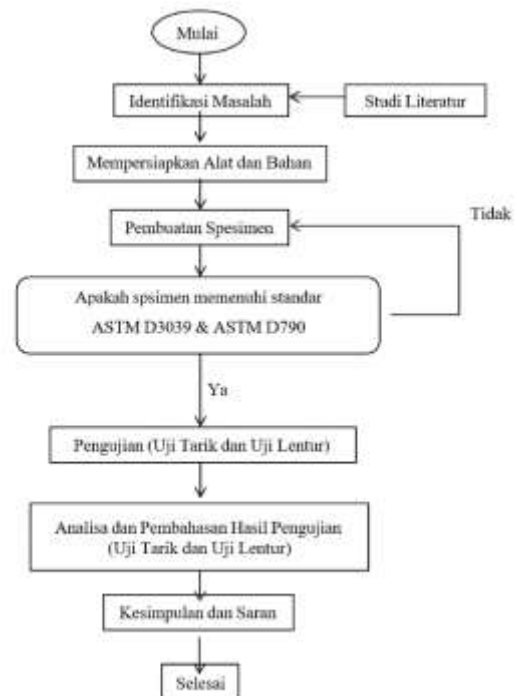 Mulai
Identifikasi Masalah
Studi Literatur
Mempersiapkan Alat dan Bahan
Pembuatan Spesimen
Tidak
Apakah spsimen memenuhi standar
ASTM D3039 & ASTM D790
Ya
Pengujian (Uji Tarik dan Uji Lentur)
Analisa dan Pembahasan Hasil Pengujian
(Uji Tarik dan Uji Lentur)
Kesimpulan dan Saran
Selesai